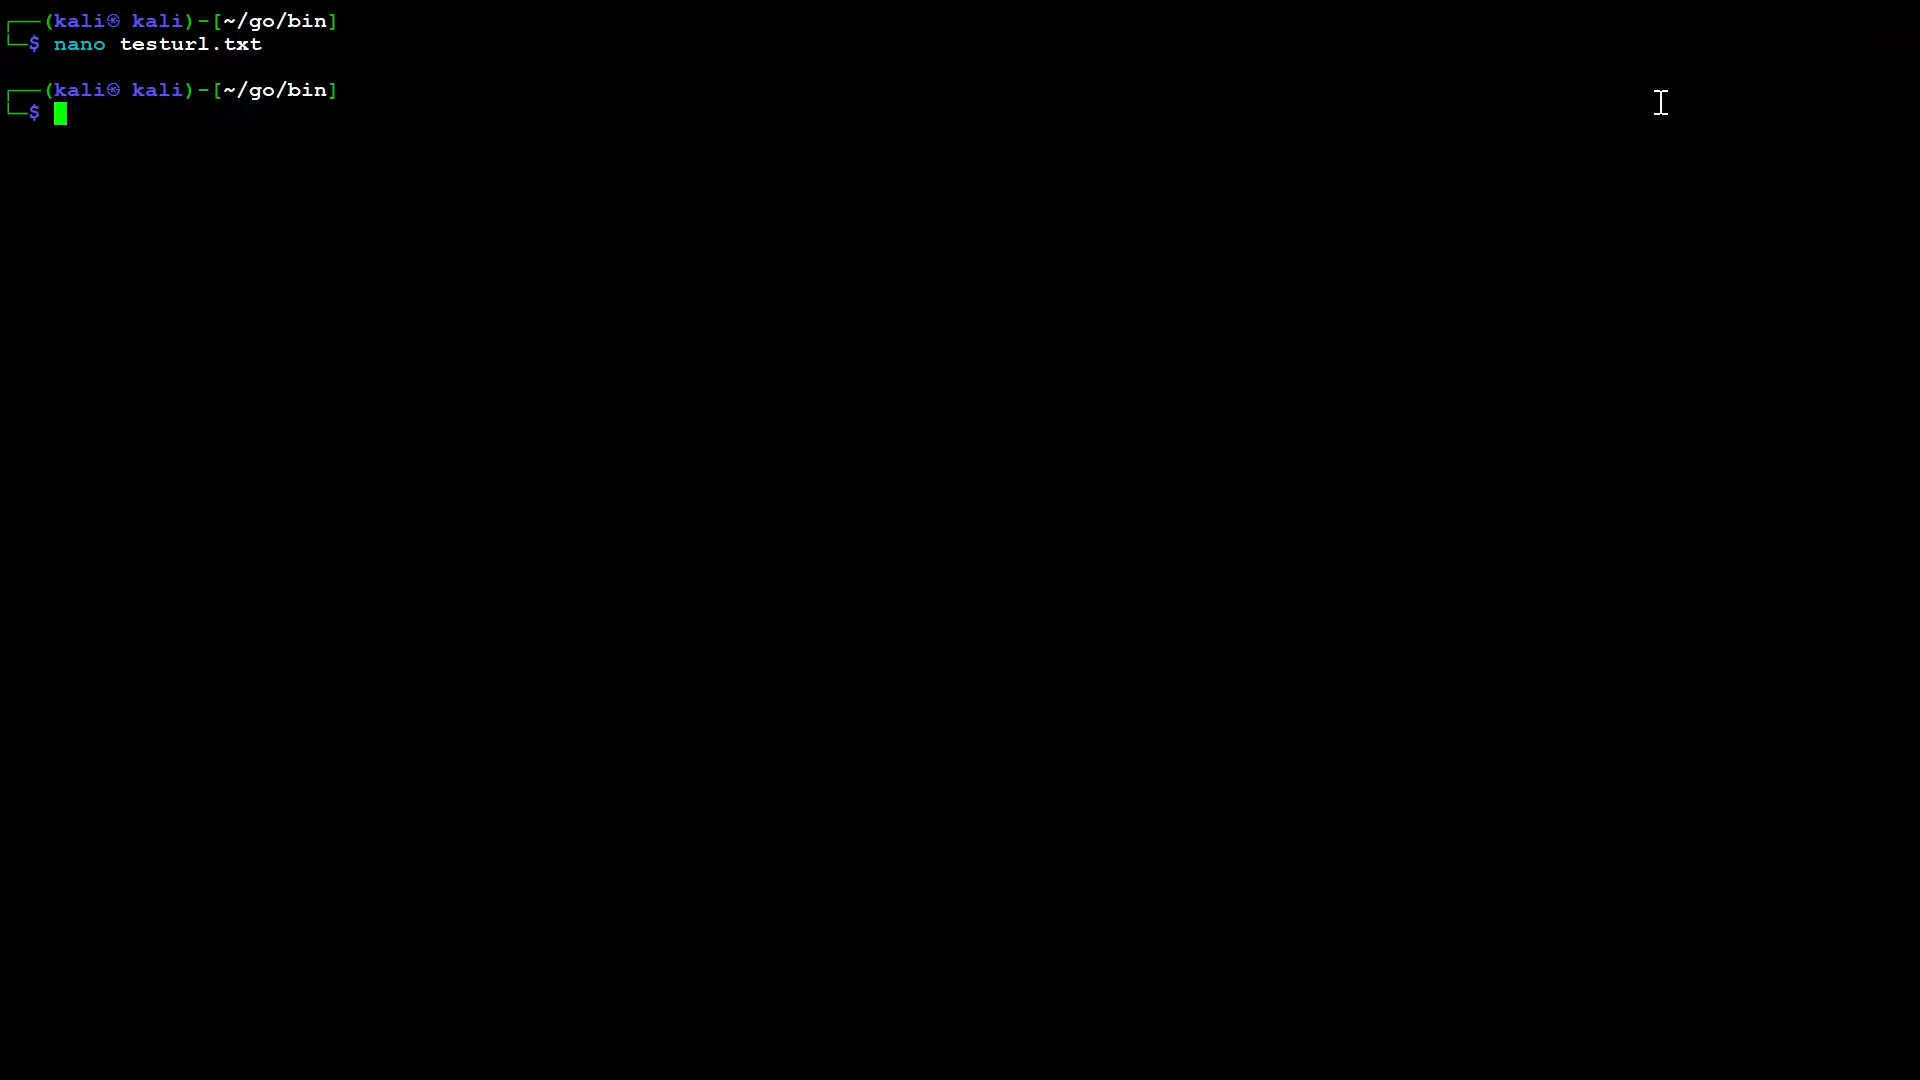 ┌──(kali㉿ kali)-[~/go/bin]
└─$ nano testurl.txt
┌──(kali㉿ kali)-[~/go/bin]
└─$